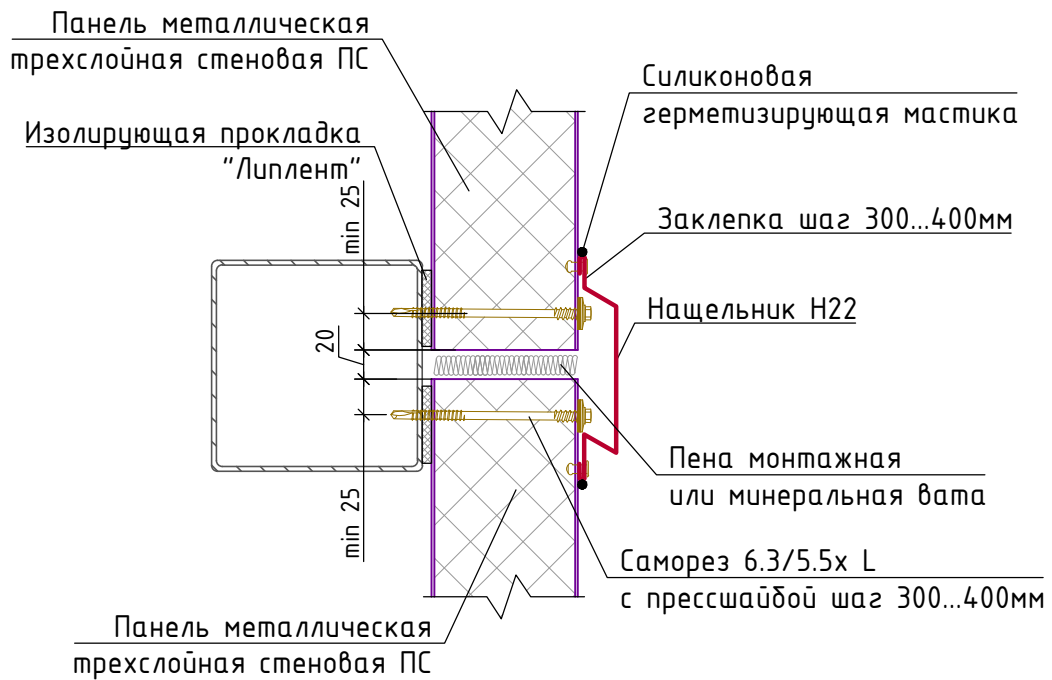 Панель металлическая
трехслойная стеновая ПС
Изолирующая прокладка
"Липлент"
min 25
20
min 25
Силиконовая
герметизирующая мастика
Заклепка шаг 300...400мм
Нащельник Н22
Пена монтажная
или минеральная вата
Саморез 6.3/5.5х L
с прессшайбой шаг 300...400мм
Панель металлическая
трехслойная стеновая ПС